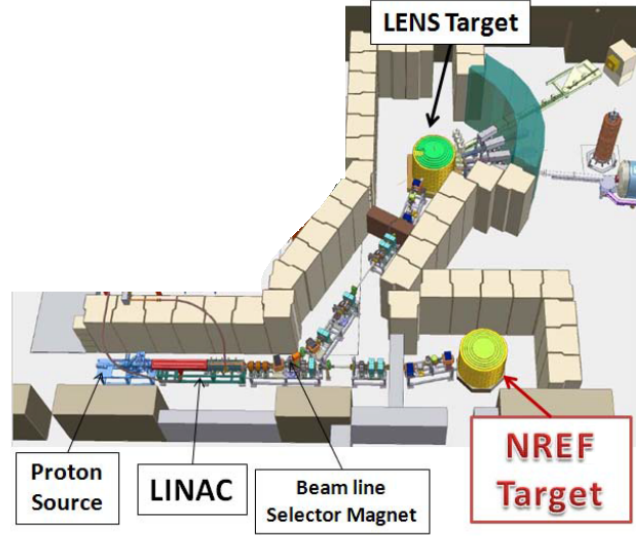 LENS Target
Proton
Source
LINAC
Beam line
Selector Magnet
NREF
Target